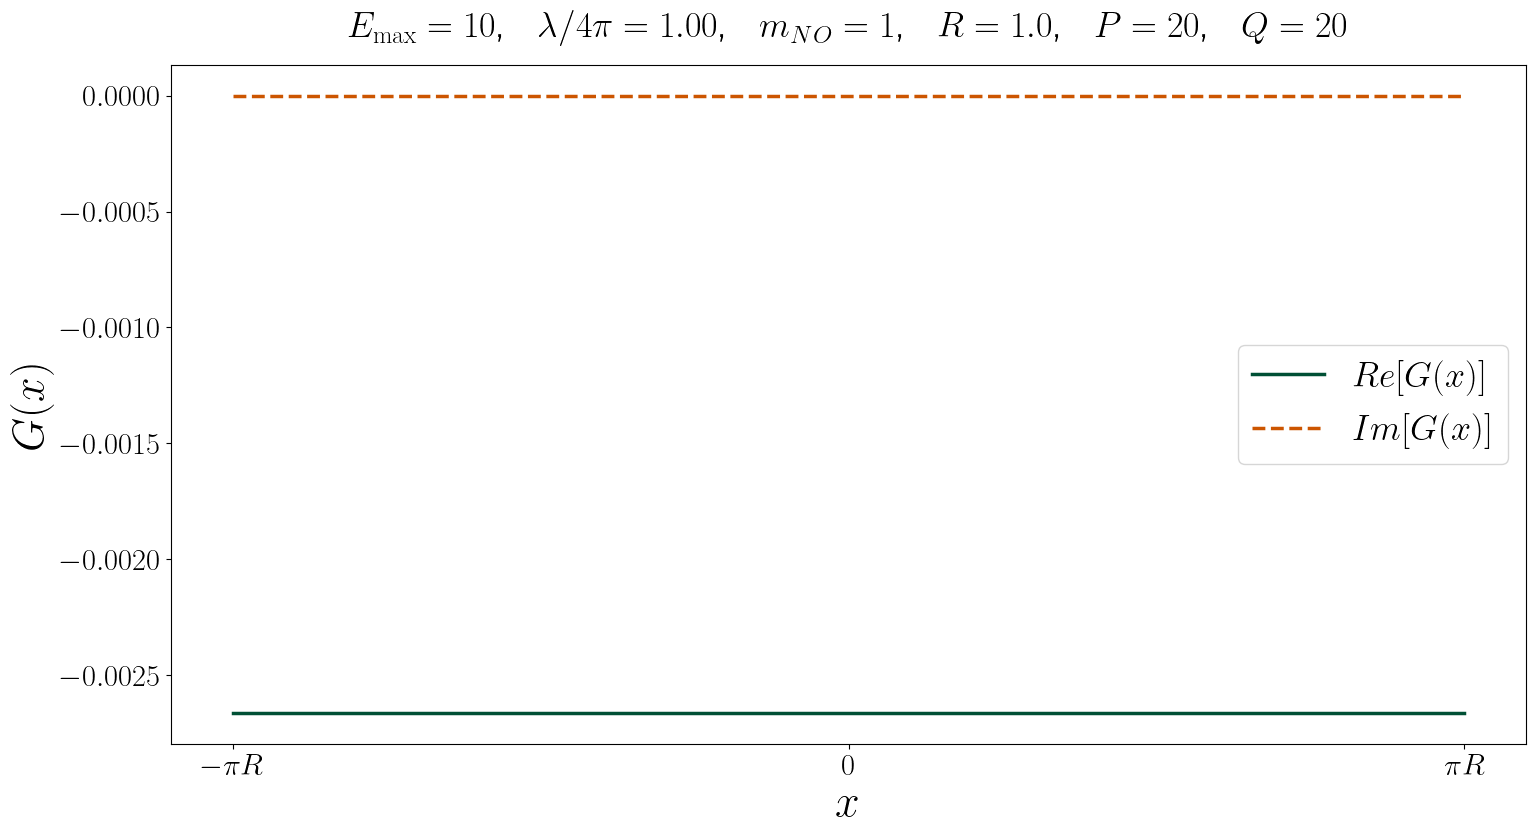 E_max = 10, λ/4π = 1.00, m_NO = 1, R = 1.0, P = 20, Q = 20
0.0000
−0.0005
−0.0010
−0.0015
−0.0020
−0.0025
G(x)
Re[G(x)]
Im[G(x)]
−πR 0 πR
x